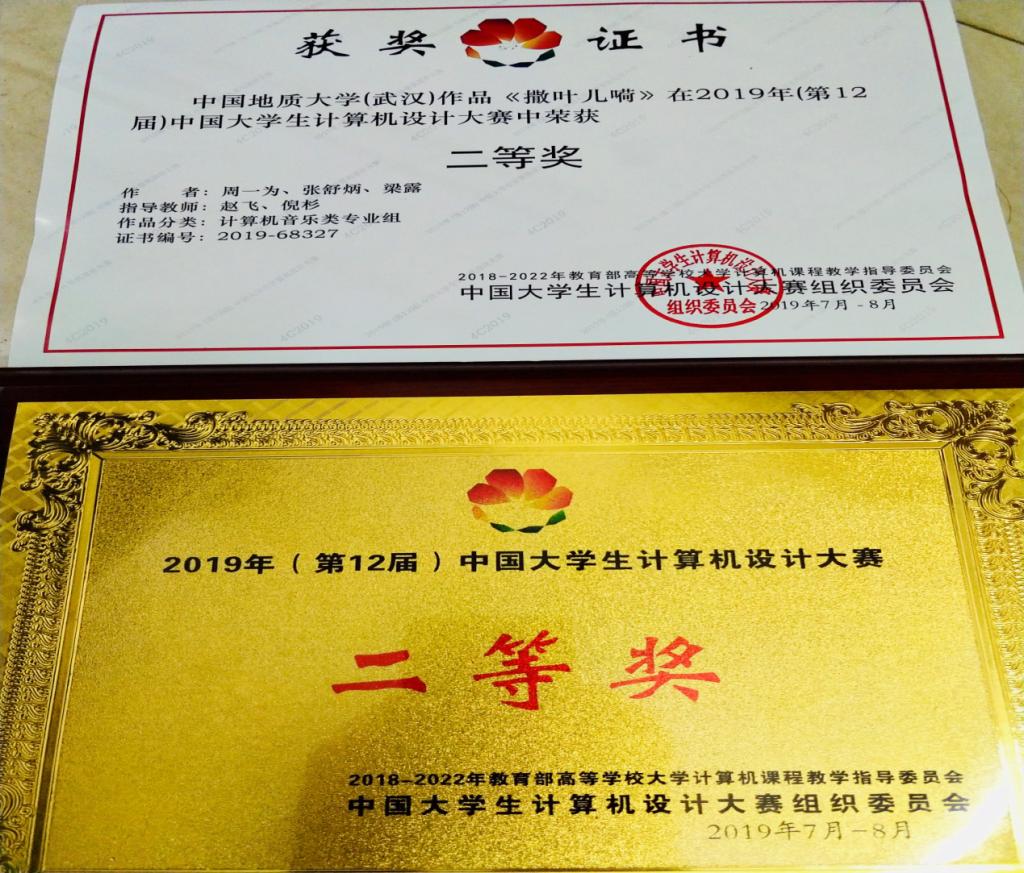 获奖证书
中国地质大学(武汉)作品《撒叶儿嗬》在2019年(第12
届)中国大学生计算机设计大赛中荣获
二等奖
作 者：周一为、张舒炳、梁露
指导教师：赵飞、倪杉
作品分类：计算机音乐类专业组
证书编号：2019-68327
2018-2022年教育部高等学校大学计算机课程教学指导委员会
中国大学生计算机设计大赛组织委员会
2019年7月-8月
组织委员会
2019年（第12届）中国大学生计算机设计大赛
二等奖
2018-2022年教育部高等学校大学计算机课程教学指导委员会
中国大学生计算机设计大赛组织委员会
2019年7月-8月